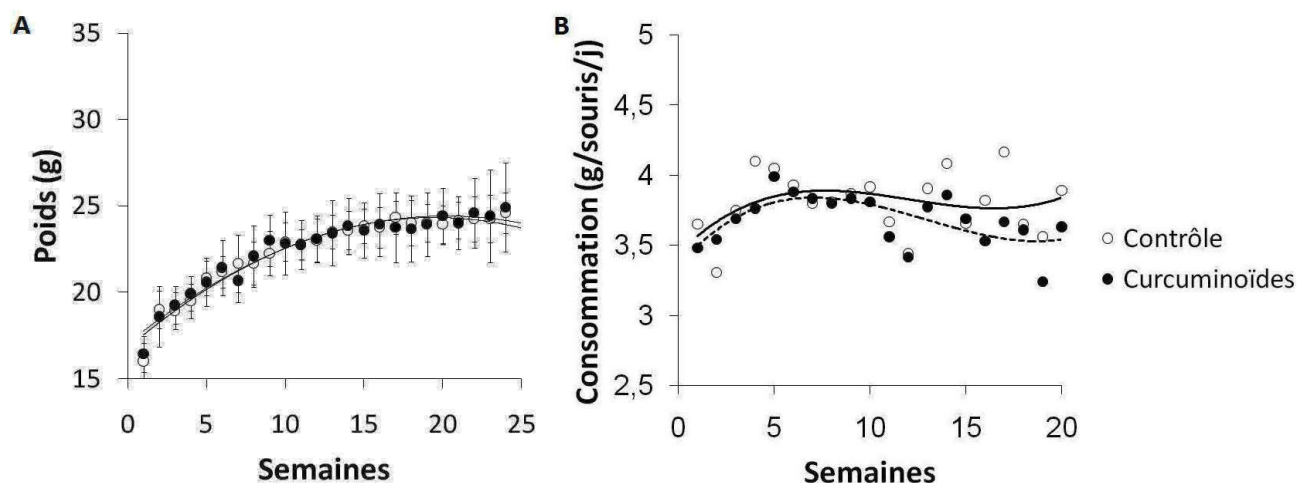 A
Poids (g)
35
30
25
20
15
0 5 10 15 20 25
Semaines
B
Consommation (g/souris/j)
5
4,5
4
3,5
3
2,5
0 5 10 15 20
Semaines
Contrôle
Curcuminoïdes